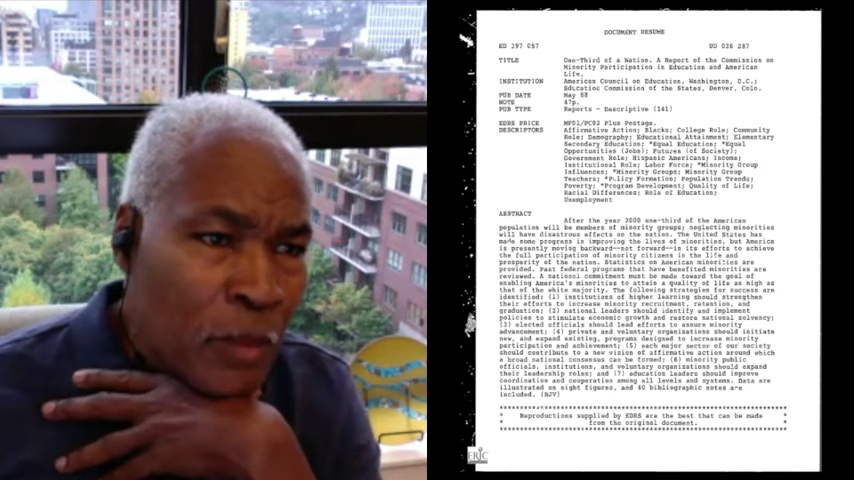 DOCUMENT RESUME
ED 297 057 UD 026 287
TITLE One-Third of a Nation. A Report of the Commission on
Minority Participation in Education and American
Life.
INSTITUTION American Council on Education, Washington, D.C.;
Education Commission of the States, Denver, Colo.
PUB DATE May 88
NOTE 47p.
PUB TYPE Reports - Descriptive (141)
EDRS PRICE MF01/PC02 Plus Postage.
DESCRIPTORS Affirmative Action; Blacks; College Role; Community
Role; Demography; Educational Attainment; Elementary
Secondary Education; *Equal Education; *Equal
Opportunities (Jobs); Futures (of Society);
Government Role; Hispanic Americans; Income;
Institutional Role; Labor Force; *Minority Group
Influences; *Minority Groups; Minority Group
Teachers; *Policy Formation; Population Trends;
Poverty; *Program Development; Quality of Life;
Racial Differences; Role of Education;
Unemployment
ABSTRACT
After the year 2000 one-third of the American
population will be members of minority groups; neglecting minorities
will have disastrous effects on the nation. The United States has
made some progress in improving the lives of minorities, but America
is presently moving backward--not forward--in its efforts to achieve
the full participation of minority citizens in the life and
prosperity of the nation. Statistics on American minorities are
provided. Past federal programs that have benefited minorities are
reviewed. A national commitment must be made toward the goal of
enabling America's minorities to attain a quality of life as high as
that of the white majority. The following strategies for success are
identified: (1) institutions of higher learning should strengthen
their efforts to increase minority recruitment, retention, and
graduation; (2) national leaders should identify and implement
policies to stimulate economic growth and restore national solvency;
(3) elected officials should lead efforts to assure minority
advancement; (4) private and voluntary organizations should initiate
new, and expand existing, programs designed to increase minority
participation and achievement; (5) each major sector of our society
should contribute to a new vision of affirmative action around which
a broad national consensus can be formed; (6) minority public
officials, institutions, and voluntary organizations should expand
their leadership roles; and (7) education leaders should improve
coordination and cooperation among all levels and systems. Data are
illustrated on eight figures, and 40 bibliographic notes are
included. (BJV)
***********************************************************************
* Reproductions supplied by EDRS are the best that can be made *
* from the original document. *
***********************************************************************
ERIC